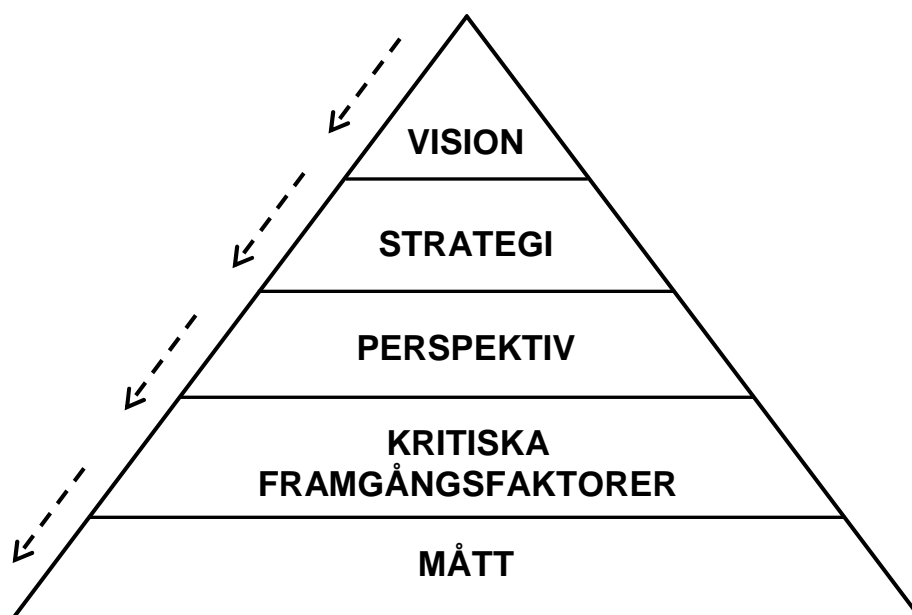 VISION
STRATEGI
PERSPEKTIV
KRITISKA
FRAMGÅNGSFAKTORER
MÅTT